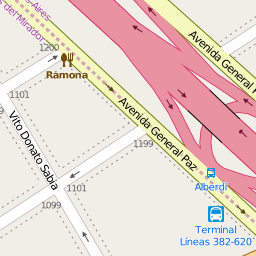 s-Aires
s del Mirador
1200
Ramona
Avenida General Paz
1101
Avenida General Paz
Vito Donato Sabia
1199
Alberdi
1101
1099
Terminal
Líneas 382-620